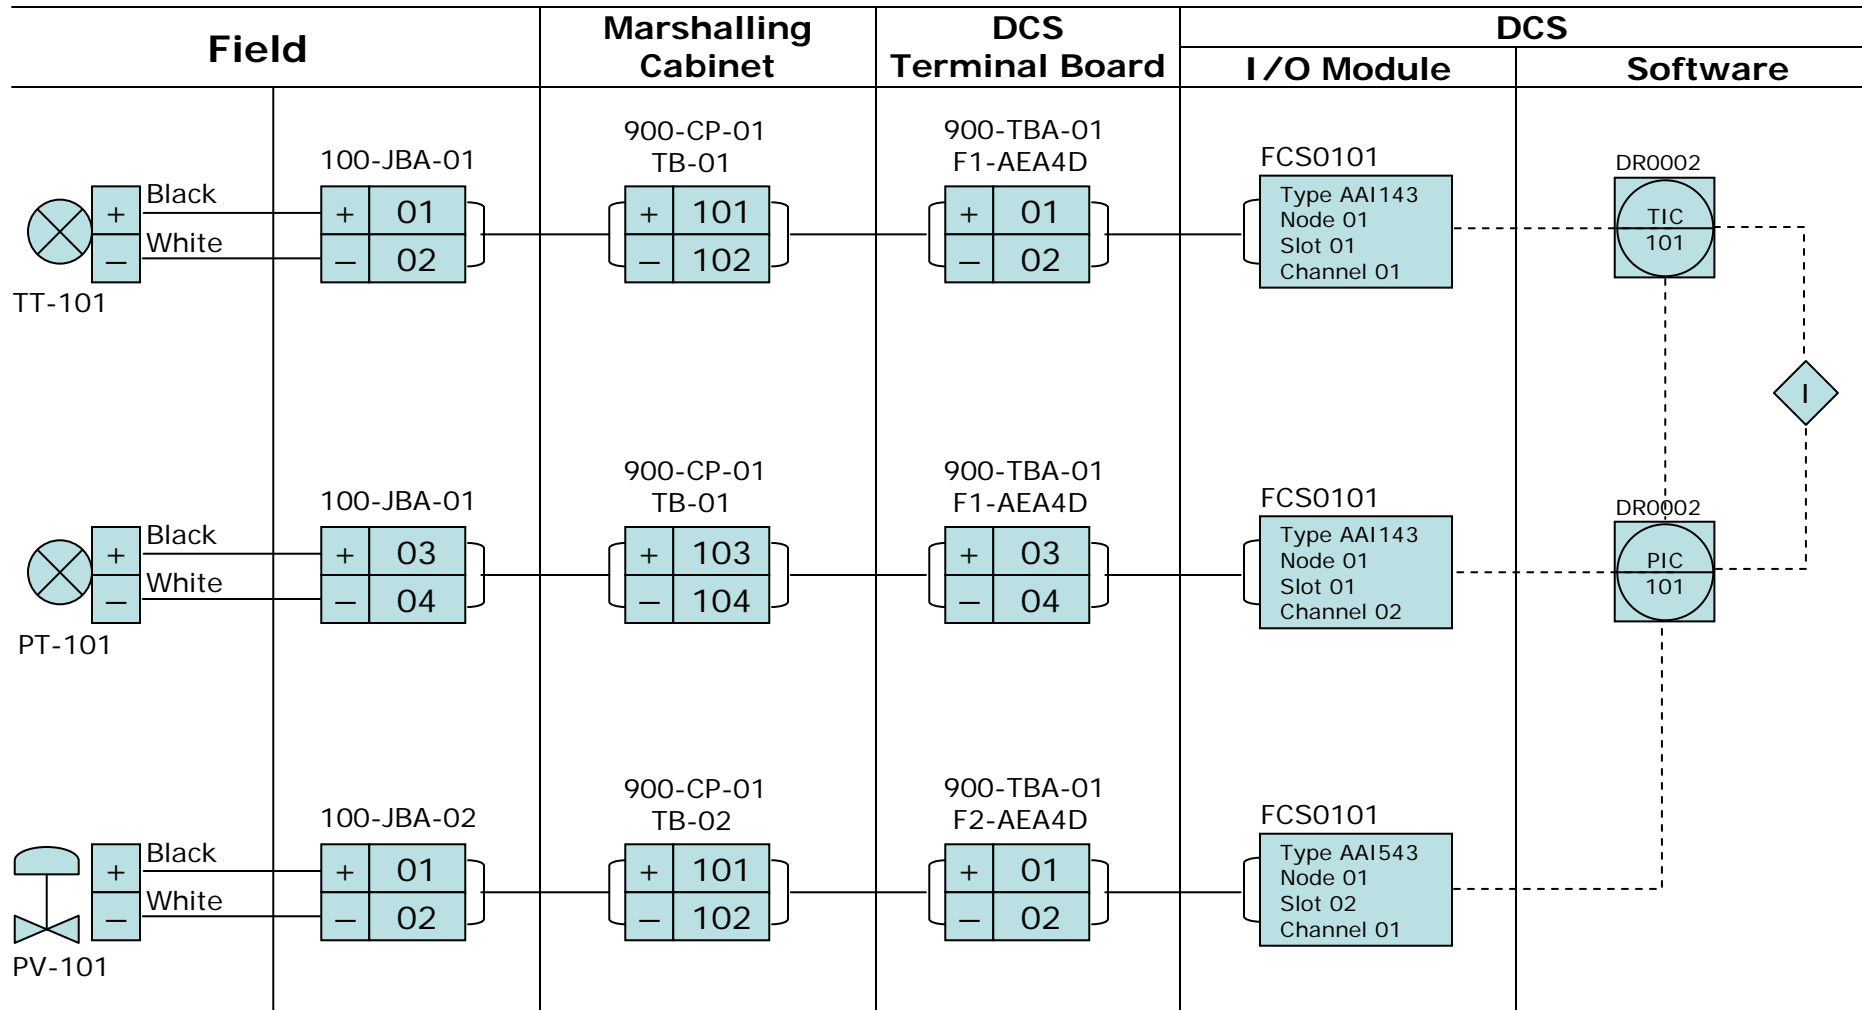 Field
Marshalling
Cabinet
DCS
Terminal Board
DCS
I/O Module
Software
TT-101
+
−
Black
White
100-JBA-01
+ 01
− 02
900-CP-01
TB-01
+ 101
− 102
900-TBA-01
F1-AEA4D
+ 01
− 02
FCS0101
Type AAI143
Node 01
Slot 01
Channel 01
DR0002
TIC
101
I
PT-101
+
−
Black
White
100-JBA-01
+ 03
− 04
900-CP-01
TB-01
+ 103
− 104
900-TBA-01
F1-AEA4D
+ 03
− 04
FCS0101
Type AAI143
Node 01
Slot 01
Channel 02
DR0002
PIC
101
PV-101
+
−
Black
White
100-JBA-02
+ 01
− 02
900-CP-01
TB-02
+ 101
− 102
900-TBA-01
F2-AEA4D
+ 01
− 02
FCS0101
Type AAI543
Node 01
Slot 02
Channel 01